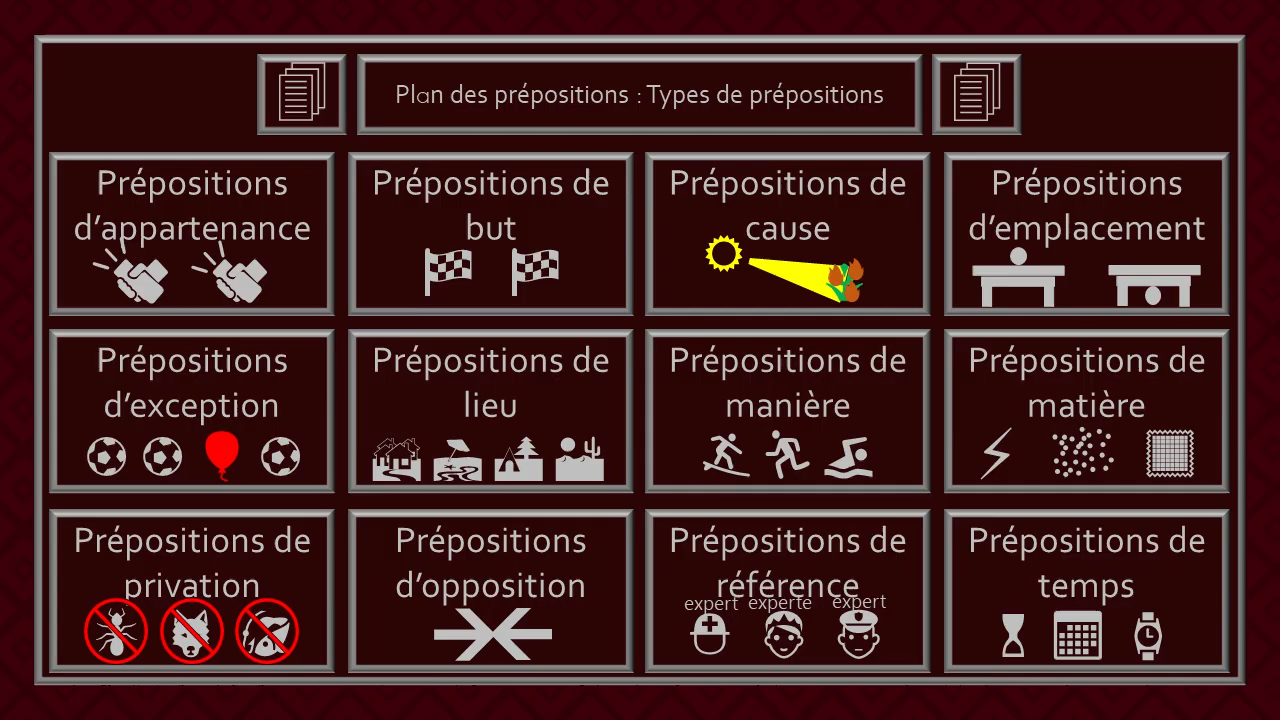 Plan des prépositions : Types de prépositions
Prépositions
d’appartenance
Prépositions de
but
Prépositions de
cause
Prépositions
d’emplacement
Prépositions
d’exception
Prépositions de
lieu
Prépositions de
manière
Prépositions de
matière
Prépositions de
privation
Prépositions
d’opposition
Prépositions de
référence
expert experte expert
Prépositions de
temps